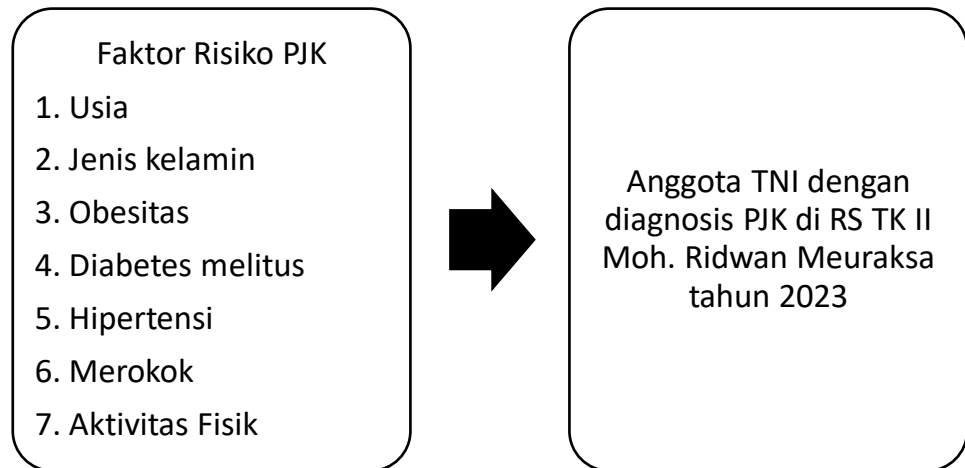 Faktor Risiko PJK
1. Usia
2. Jenis kelamin
3. Obesitas
4. Diabetes melitus
5. Hipertensi
6. Merokok
7. Aktivitas Fisik
Anggota TNI dengan
diagnosis PJK di RS TK II
Moh. Ridwan Meuraksa
tahun 2023